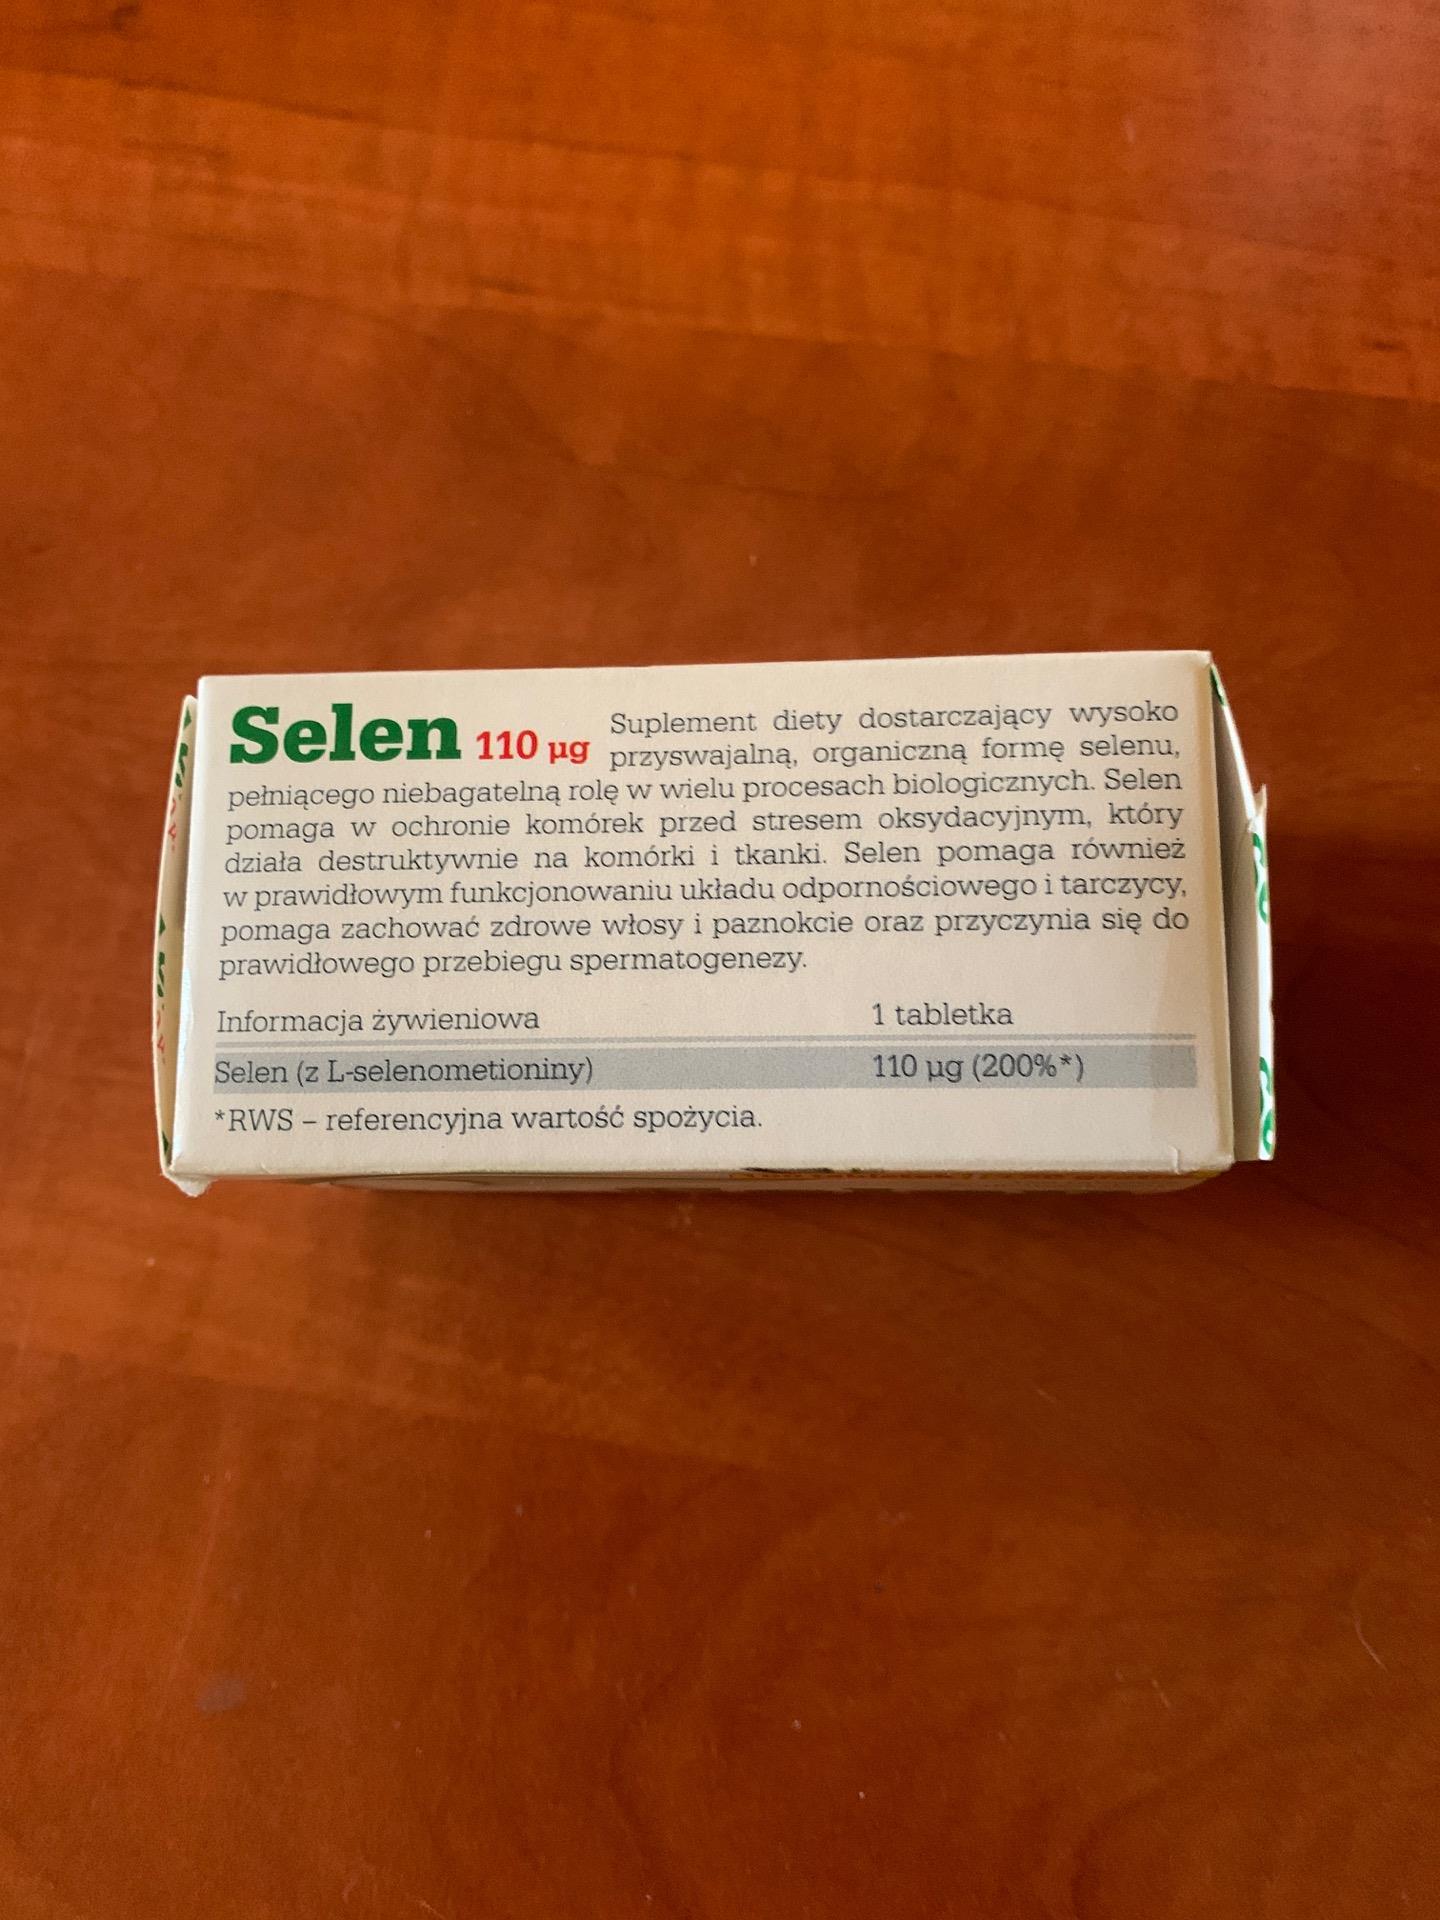 Selen 110 µg
Suplement diety dostarczający wysoko
przyswajalną, organiczną formę selenu,
pełniącego niebagatelną rolę w wielu procesach biologicznych. Selen
pomaga w ochronie komórek przed stresem oksydacyjnym, który
działa destruktywnie na komórki i tkanki. Selen pomaga również
w prawidłowym funkcjonowaniu układu odpornościowego i tarczycy,
pomaga zachować zdrowe włosy i paznokcie oraz przyczynia się do
prawidłowego przebiegu spermatogenezy.
Informacja żywieniowa 1 tabletka
Selen (z L-selenometioniny) 110 µg (200%*)
*RWS – referencyjna wartość spożycia.